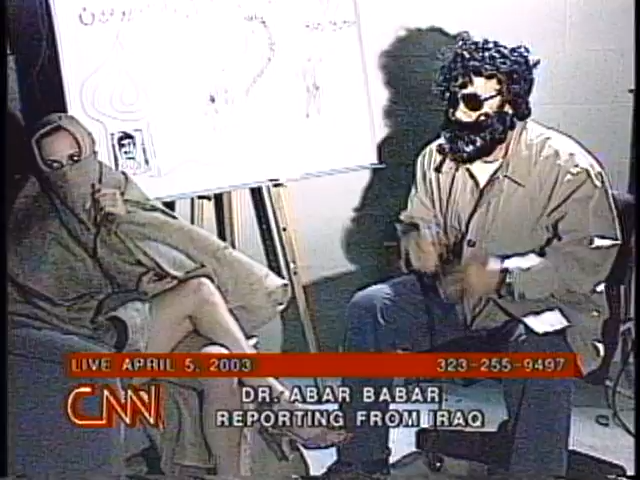 LIVE APRIL 5, 2003
323-255-9497
CNN
DR. ABAR BABAR
REPORTING FROM IRAQ